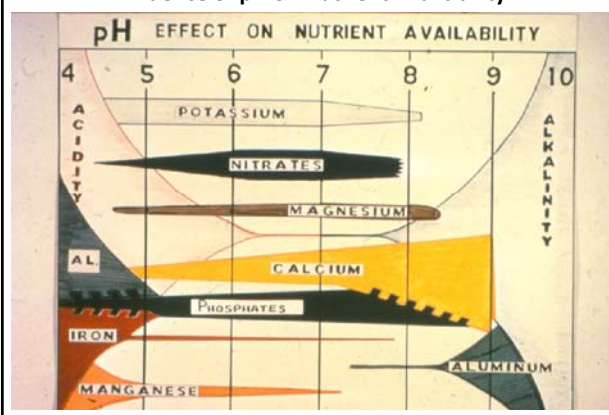 pH EFFECT ON NUTRIENT AVAILABILITY
4 5 6 7 8 9 10
ACIDITY
ALKALINITY
POTASSIUM
NITRATES
MAGNESIUM
AL.
CALCIUM
PHOSPHATES
IRON
ALUMINUM
MANGANESE